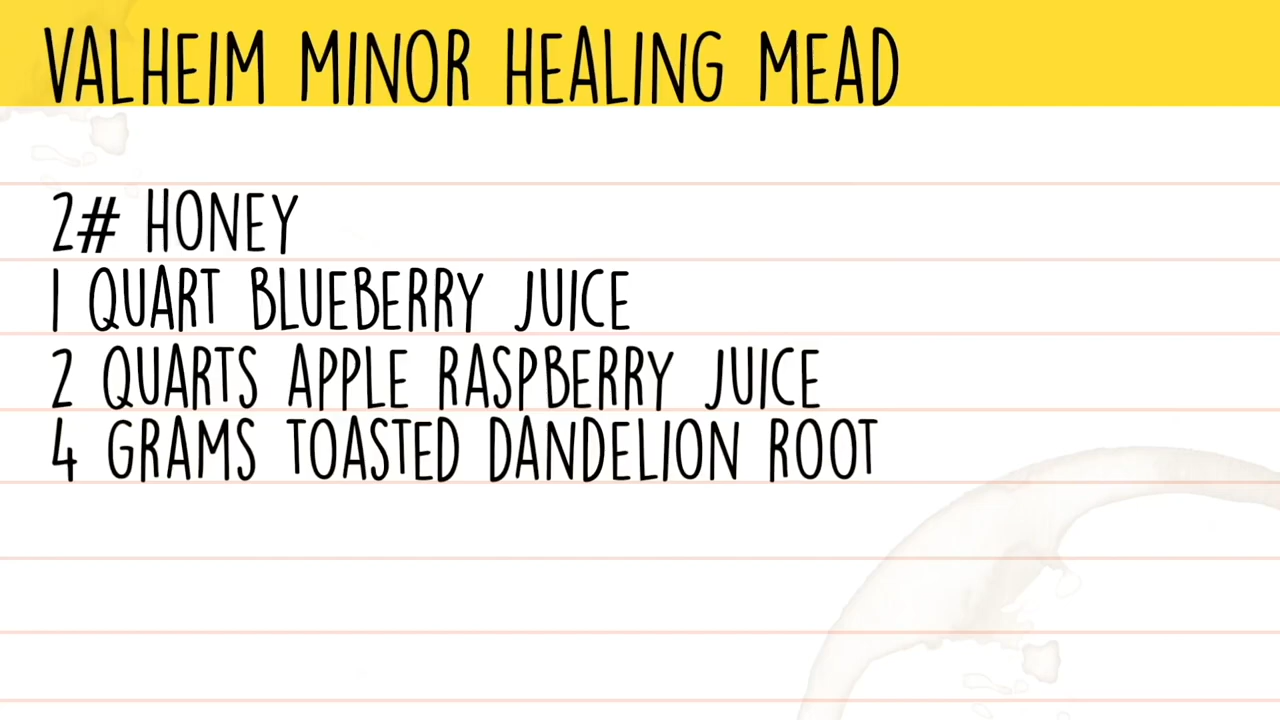 VALHEIM MINOR HEALING MEAD
2# HONEY
1 QUART BLUEBERRY JUICE
2 QUARTS APPLE RASPBERRY JUICE
4 GRAMS TOASTED DANDELION ROOT